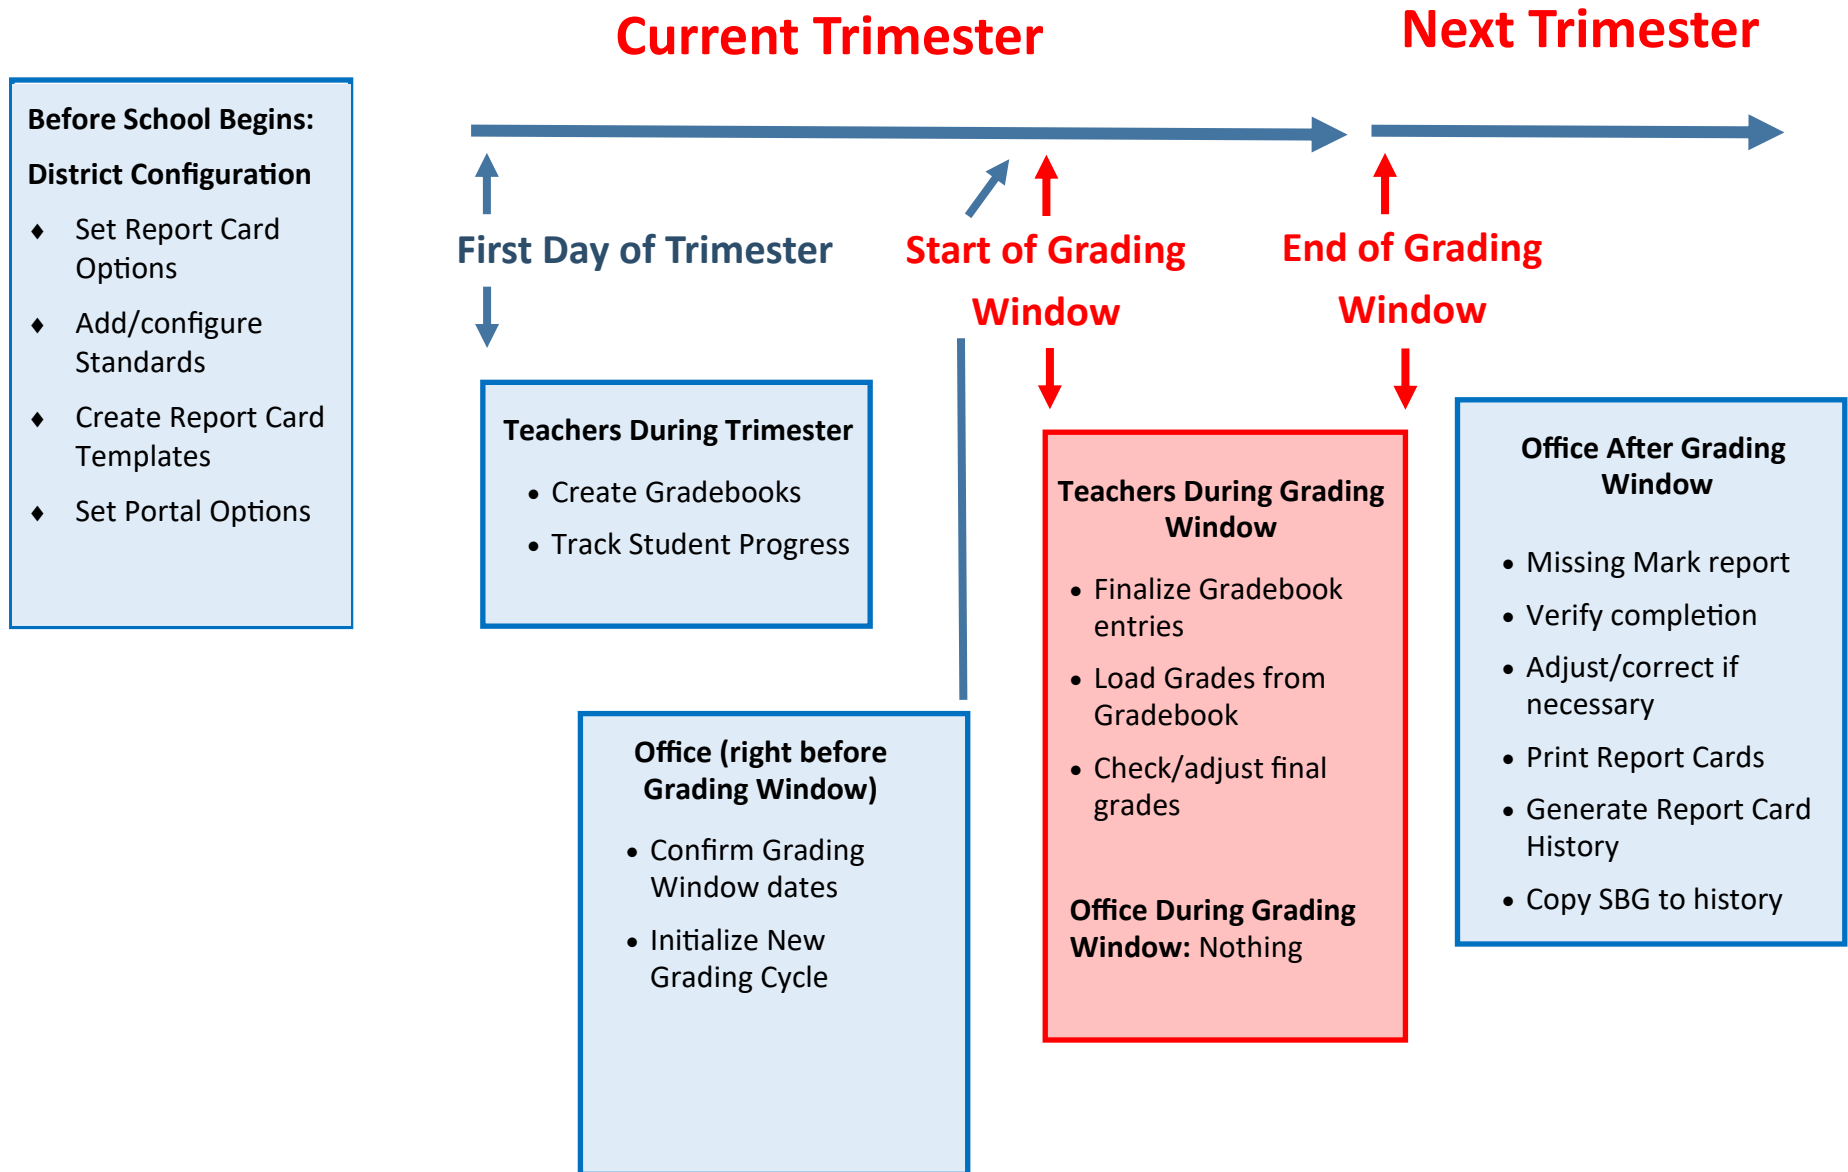 Current Trimester
Next Trimester
Before School Begins:
District Configuration
♦ Set Report Card
Options
♦ Add/configure
Standards
♦ Create Report Card
Templates
♦ Set Portal Options
First Day of Trimester
Start of Grading
Window
End of Grading
Window
Teachers During Trimester
• Create Gradebooks
• Track Student Progress
Office (right before
Grading Window)
• Confirm Grading
Window dates
• Initialize New
Grading Cycle
Teachers During Grading
Window
• Finalize Gradebook
entries
• Load Grades from
Gradebook
• Check/adjust final
grades
Office During Grading
Window: Nothing
Office After Grading
Window
• Missing Mark report
• Verify completion
• Adjust/correct if
necessary
• Print Report Cards
• Generate Report Card
History
• Copy SBG to history